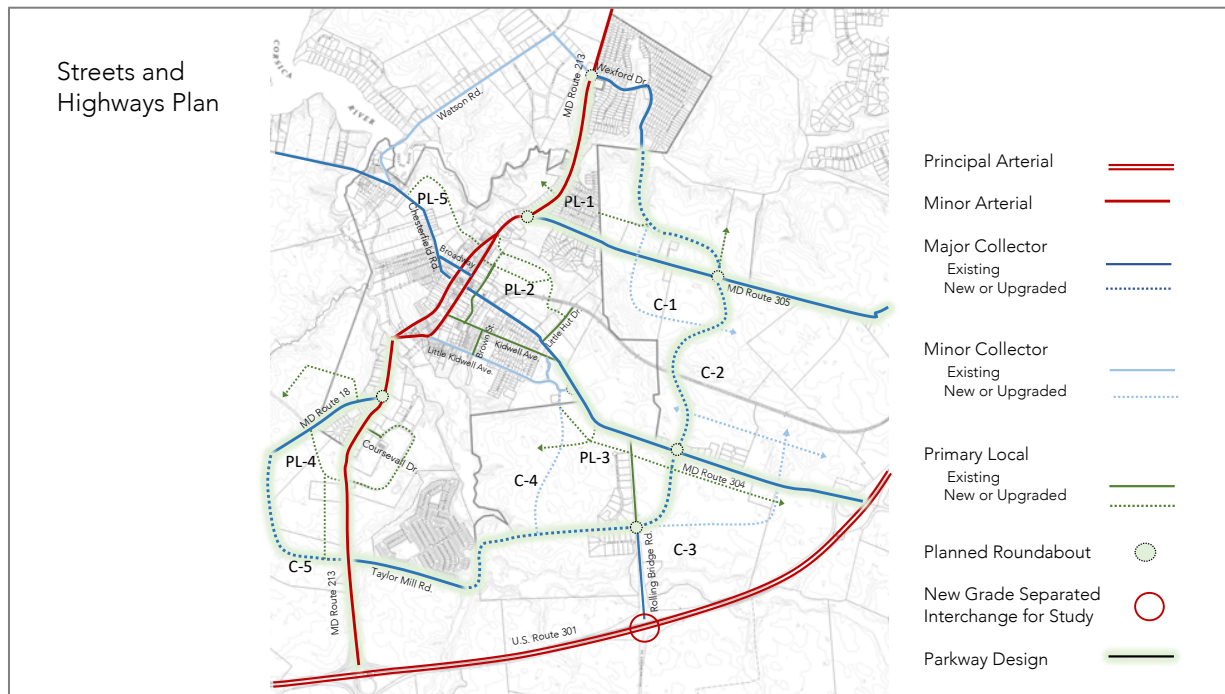 Streets and
Highways Plan
CORSICA
RIVER
Watson Rd.
MD Route 213
Wexford Dr.
PL-5
PL-1
Chesterfield Rd.
Broadway
PL-2
MD Route 305
C-1
Little Hut Dr.
Brown St.
Kidwell Ave.
Little Kidwell Ave.
C-2
MD Route 18
Coursevall Dr.
PL-4
PL-3
C-4
MD Route 304
C-3
C-5
Taylor Mill Rd.
MD Route 213
Rolling Bridge Rd.
U.S. Route 301
Principal Arterial
Minor Arterial
Major Collector
Existing
New or Upgraded
Minor Collector
Existing
New or Upgraded
Primary Local
Existing
New or Upgraded
Planned Roundabout
New Grade Separated
Interchange for Study
Parkway Design